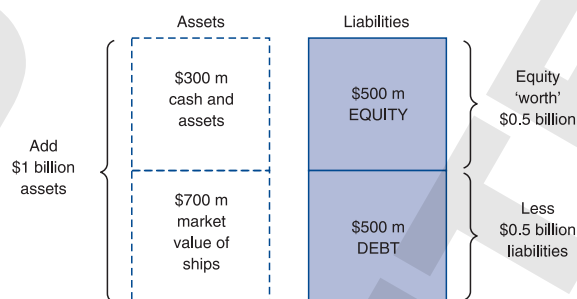 Assets
Liabilities
$300 m
cash and
assets
$500 m
EQUITY
Equity
'worth'
$0.5 billion
Add
$1 billion
assets
$700 m
market
value of
ships
$500 m
DEBT
Less
$0.5 billion
liabilities